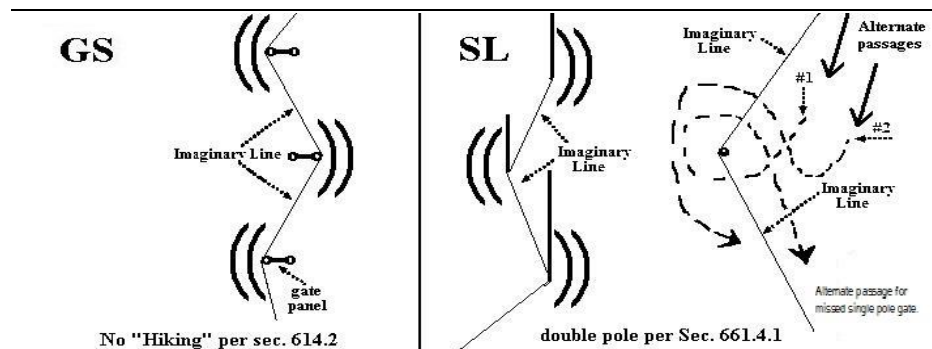 GS
Imaginary Line
gate
panel
No "Hiking" per sec. 614.2
SL
Imaginary
Line
double pole per Sec. 661.4.1
Imaginary
Line
Alternate
passages
#1
#2
Imaginary
Line
Alternate passage for
missed single pole gate.